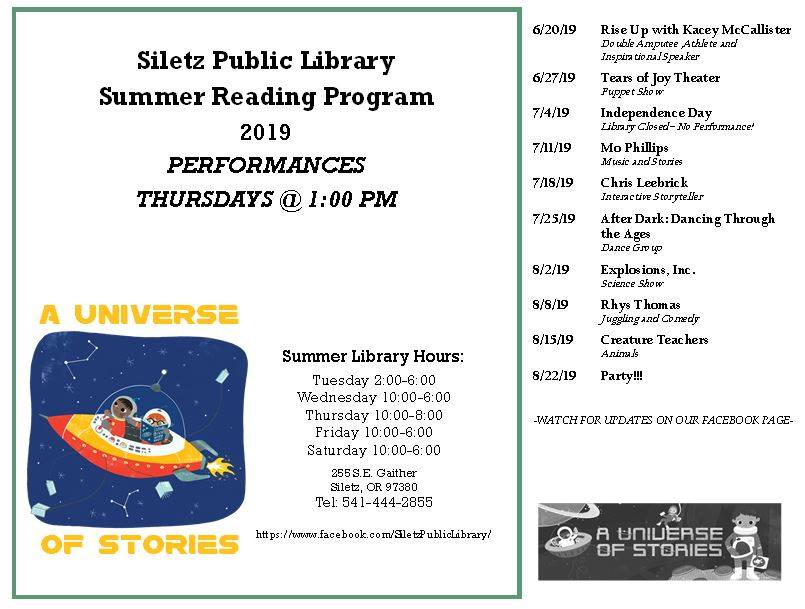 Siletz Public Library
Summer Reading Program
2019
PERFORMANCES
THURSDAYS @ 1:00 PM
A UNIVERSE
OF STORIES
Summer Library Hours:
Tuesday 2:00-6:00
Wednesday 10:00-6:00
Thursday 10:00-8:00
Friday 10:00-6:00
Saturday 10:00-6:00
255 S.E. Gaither
Siletz, OR 97380
Tel: 541-444-2855
https://www.facebook.com/SiletzPublicLibrary/
6/20/19 Rise Up with Kacey McCallister
Double Amputee ,Athlete and
Inspirational Speaker
6/27/19 Tears of Joy Theater
Puppet Show
7/4/19 Independence Day
Library Closed– No Performance!
7/11/19 Mo Phillips
Music and Stories
7/18/19 Chris Leebrick
Interactive Storyteller
7/25/19 After Dark: Dancing Through
the Ages
Dance Group
8/2/19 Explosions, Inc.
Science Show
8/8/19 Rhys Thomas
Juggling and Comedy
8/15/19 Creature Teachers
Animals
8/22/19 Party!!!
-WATCH FOR UPDATES ON OUR FACEBOOK PAGE-
A UNIVERSE
OF STORIES